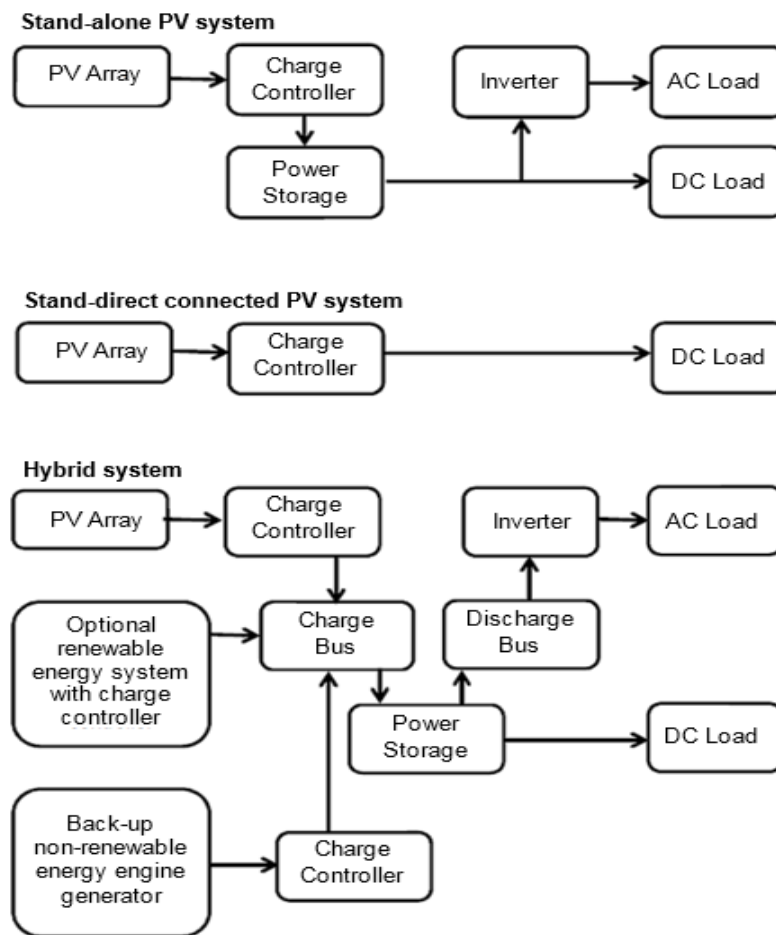 Stand-alone PV system
PV Array
Charge
Controller
Inverter
AC Load
Power
Storage
DC Load
Stand-direct connected PV system
PV Array
Charge
Controller
DC Load
Hybrid system
PV Array
Charge
Controller
Inverter
AC Load
Optional
renewable
energy system
with charge
controller
Charge
Bus
Discharge
Bus
Power
Storage
DC Load
Back-up
non-renewable
energy engine
generator
Charge
Controller